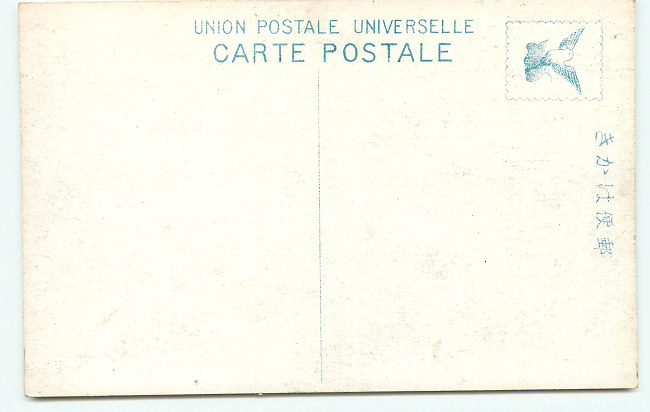 UNION POSTALE UNIVERSELLE
CARTE POSTALE
郵便はかき